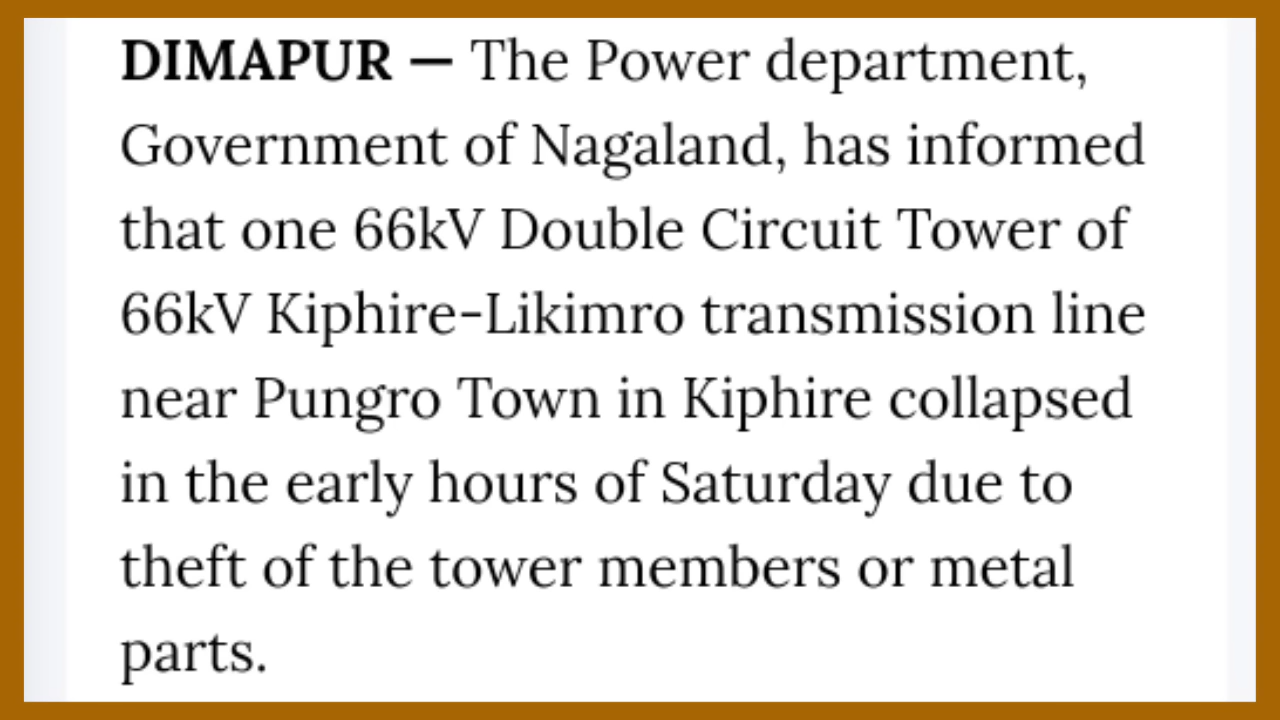 DIMAPUR — The Power department,
Government of Nagaland, has informed
that one 66kV Double Circuit Tower of
66kV Kiphire-Likimro transmission line
near Pungro Town in Kiphire collapsed
in the early hours of Saturday due to
theft of the tower members or metal
parts.